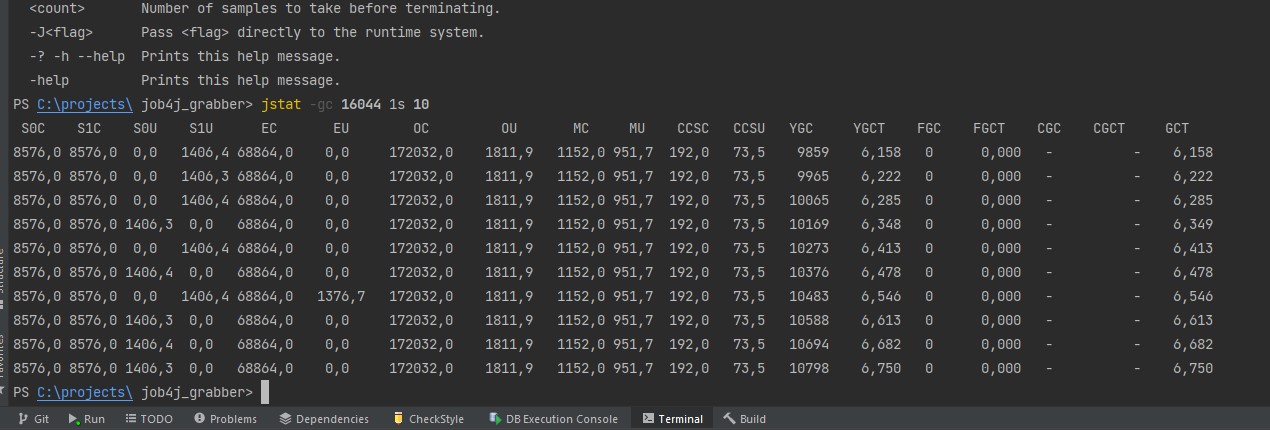 <count>       Number of samples to take before terminating.
-J<flag>      Pass <flag> directly to the runtime system.
-? -h --help  Prints this help message.
-help         Prints this help message.
PS C:\projects\ job4j_grabber> jstat -gc 16044 1s 10
S0C S1C S0U S1U EC EU OC OU MC MU CCSC CCSU YGC YGCT FGC FGCT CGC CGCT GCT
8576,0 8576,0 0,0 1406,4 68864,0 0,0 172032,0 1811,9 1152,0 951,7 192,0 73,5 9859 6,158 0 0,000 - - 6,158
8576,0 8576,0 0,0 1406,3 68864,0 0,0 172032,0 1811,9 1152,0 951,7 192,0 73,5 9965 6,222 0 0,000 - - 6,222
8576,0 8576,0 0,0 1406,4 68864,0 0,0 172032,0 1811,9 1152,0 951,7 192,0 73,5 10065 6,285 0 0,000 - - 6,285
8576,0 8576,0 1406,3 0,0 68864,0 0,0 172032,0 1811,9 1152,0 951,7 192,0 73,5 10169 6,348 0 0,000 - - 6,349
8576,0 8576,0 0,0 1406,4 68864,0 0,0 172032,0 1811,9 1152,0 951,7 192,0 73,5 10273 6,413 0 0,000 - - 6,413
8576,0 8576,0 1406,4 0,0 68864,0 0,0 172032,0 1811,9 1152,0 951,7 192,0 73,5 10376 6,478 0 0,000 - - 6,478
8576,0 8576,0 0,0 1406,4 68864,0 1376,7 172032,0 1811,9 1152,0 951,7 192,0 73,5 10483 6,546 0 0,000 - - 6,546
8576,0 8576,0 1406,3 0,0 68864,0 0,0 172032,0 1811,9 1152,0 951,7 192,0 73,5 10588 6,613 0 0,000 - - 6,613
8576,0 8576,0 1406,4 0,0 68864,0 0,0 172032,0 1811,9 1152,0 951,7 192,0 73,5 10694 6,682 0 0,000 - - 6,682
8576,0 8576,0 1406,3 0,0 68864,0 0,0 172032,0 1811,9 1152,0 951,7 192,0 73,5 10798 6,750 0 0,000 - - 6,750
PS C:\projects\ job4j_grabber>
Git Run TODO Problems Dependencies CheckStyle DB Execution Console Terminal Build